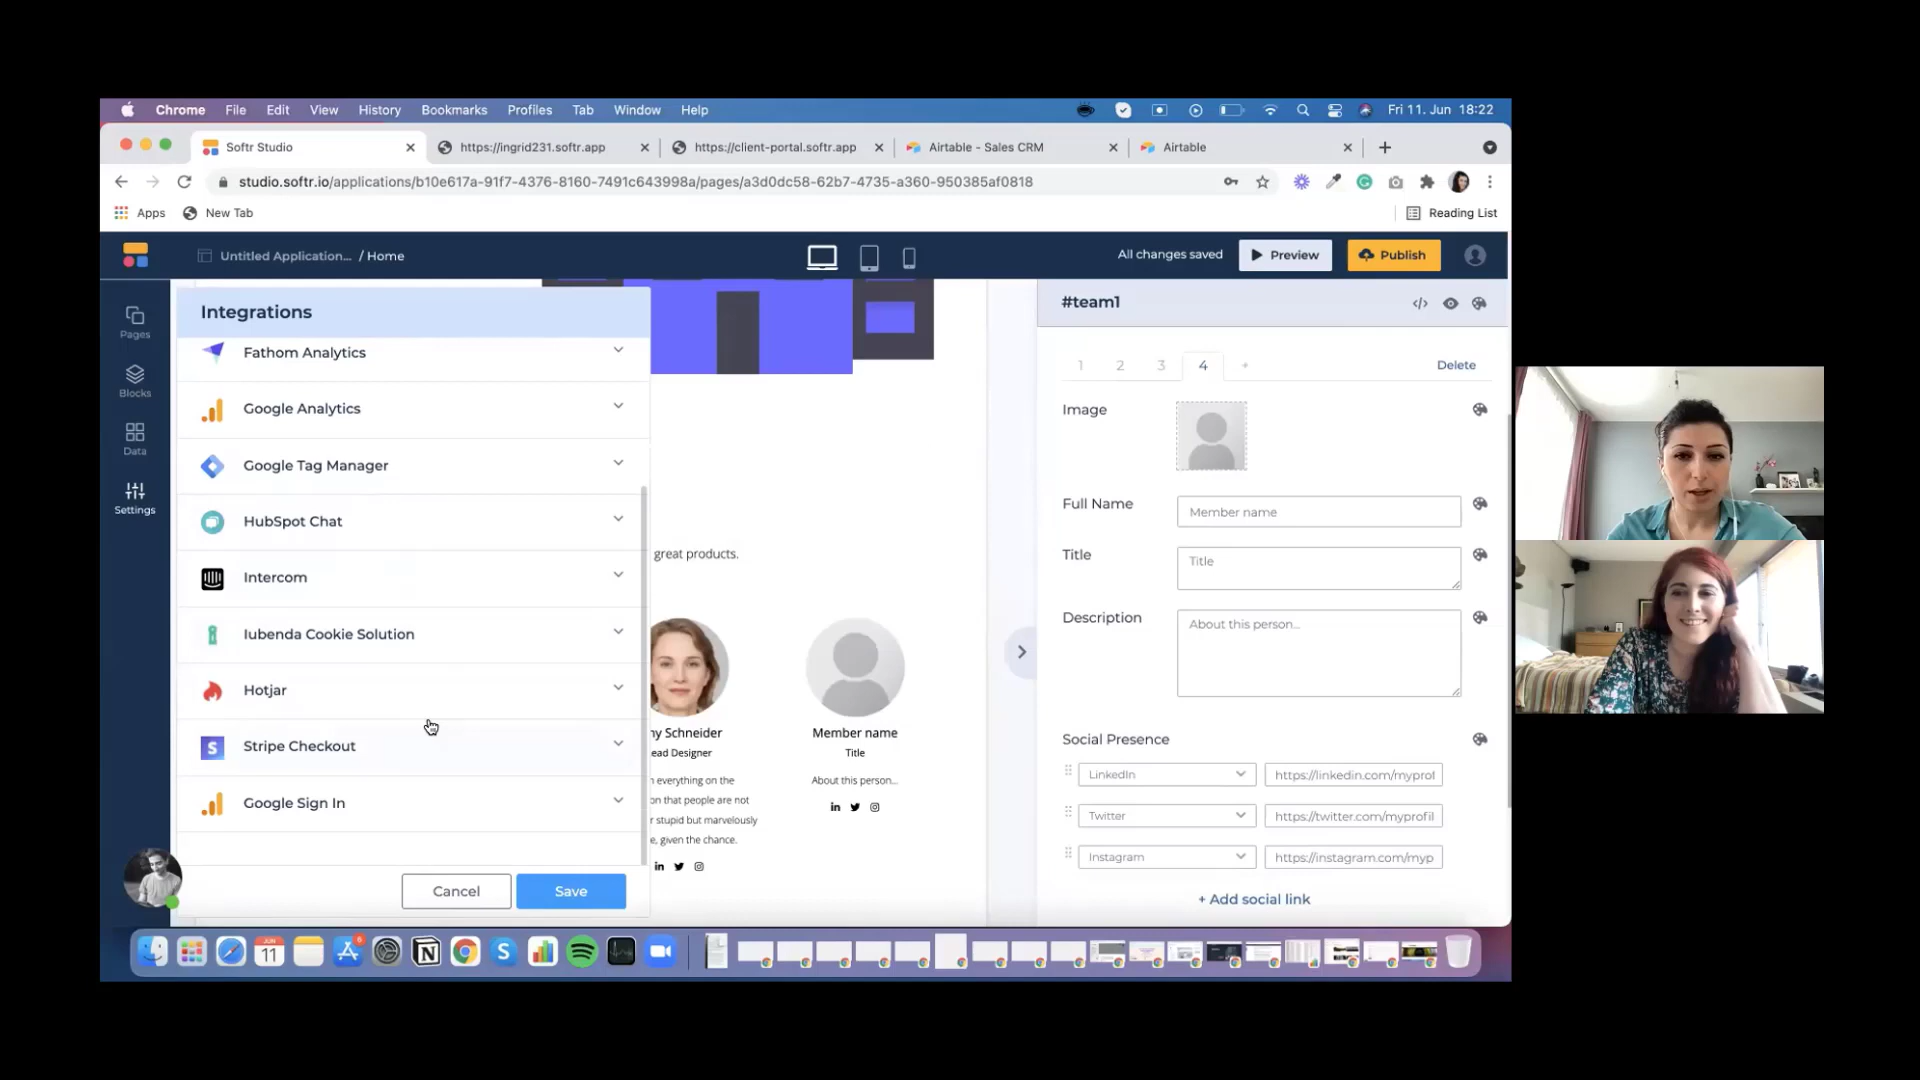 Chrome File Edit View History Bookmarks Profiles Tab Window Help Fri 11. Jun 18:22
Softr Studio https://ingrid231.softr.app https://client-portal.softr.app Airtable - Sales CRM Airtable
studio.softr.io/applications/b10e617a-91f7-4376-8160-7491c643998a/pages/a3d0dc58-62b7-4735-a360-950385af0818
Apps New Tab Reading List
Untitled Application... / Home All changes saved Preview Publish
Pages
Blocks
Data
Settings
Integrations
Fathom Analytics
Google Analytics
Google Tag Manager
HubSpot Chat
Intercom
Iubenda Cookie Solution
Hotjar
Stripe Checkout
Google Sign In
Cancel Save
great products.
ny Schneider
ead Designer
n everything on the
on that people are not
r stupid but marvelously
e, given the chance.
Member name
Title
About this person...
#team1
1 2 3 4 + Delete
Image
Full Name Member name
Title Title
Description About this person...
Social Presence
LinkedIn https://linkedin.com/myprof
Twitter https://twitter.com/myprofil
Instagram https://instagram.com/myp
+ Add social link
JUN
11